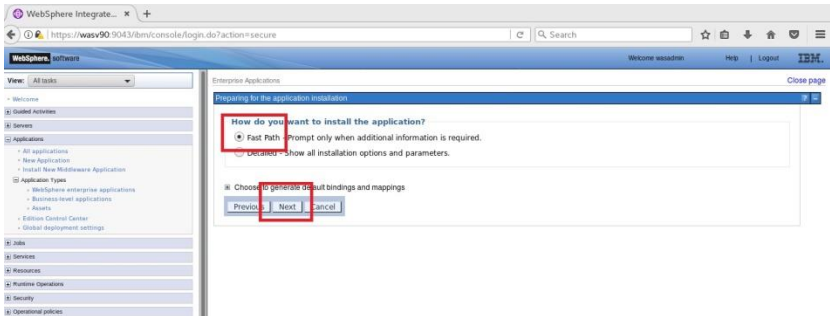 WebSphere Integrate... × +
https://wasv90:9043/ibm/console/login.do?action=secure
Search
WebSphere. software
Welcome wasadmin Help | Logout IBM.
View: All tasks
Enterprise Applications
Close page
Welcome
Preparing for the application installation ? -
Guided Activities
Servers
How do you want to install the application?
Applications
Fast Path - Prompt only when additional information is required.
All applications
New Application
Detailed - Show all installation options and parameters.
Install New Middleware Application
Application Types
WebSphere enterprise applications
Choose to generate default bindings and mappings
Business-level applications
Assets
Previous Next Cancel
Edition Control Center
Global deployment settings
Jobs
Services
Resources
Runtime Operations
Security
Operational policies